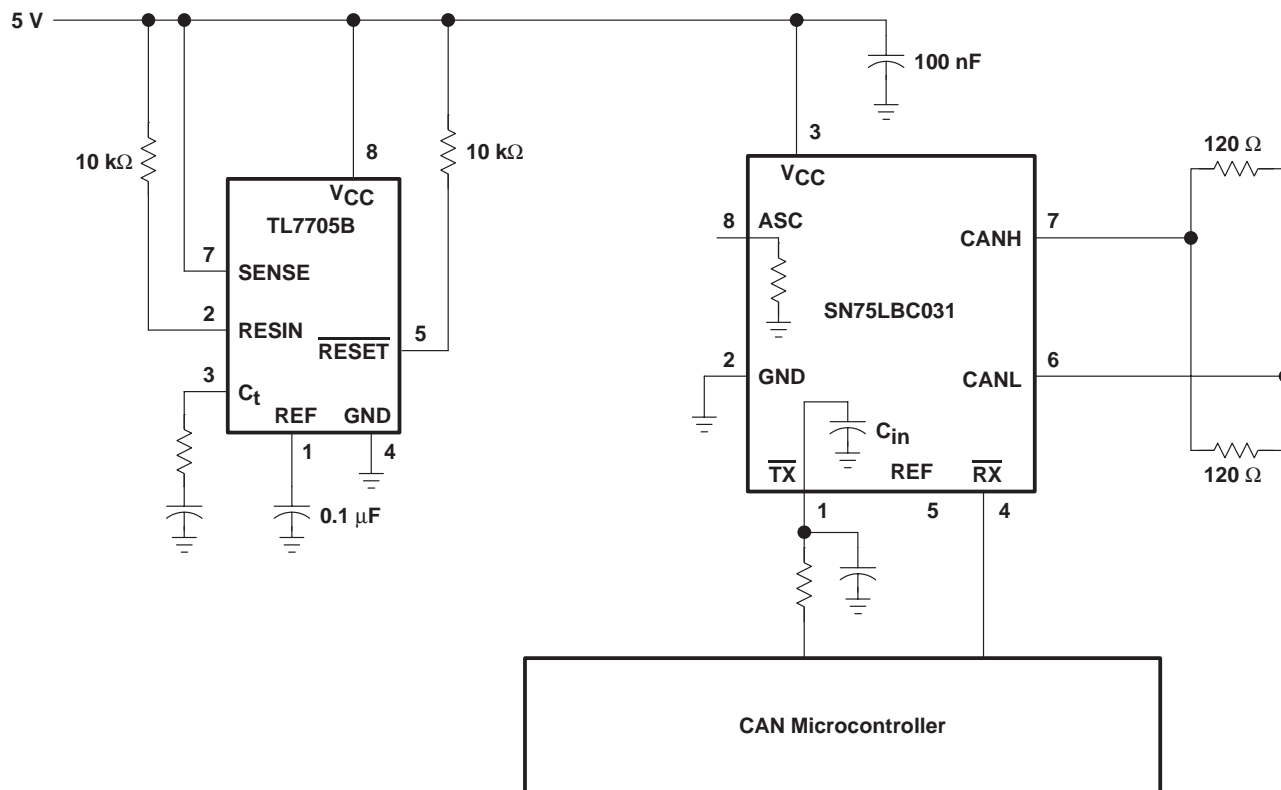 5 V
100 nF
3
120 Ω
10 kΩ
8
10 kΩ
VCC
VCC
TL7705B
8
ASC
7
CANH
7
SENSE
SN75LBC031
2
RESIN
5
RESET
2
GND
6
CANL
3
Ct
REF
GND
Cin
1
4
TX
REF
RX
120 Ω
0.1 μF
1
5
4
CAN Microcontroller